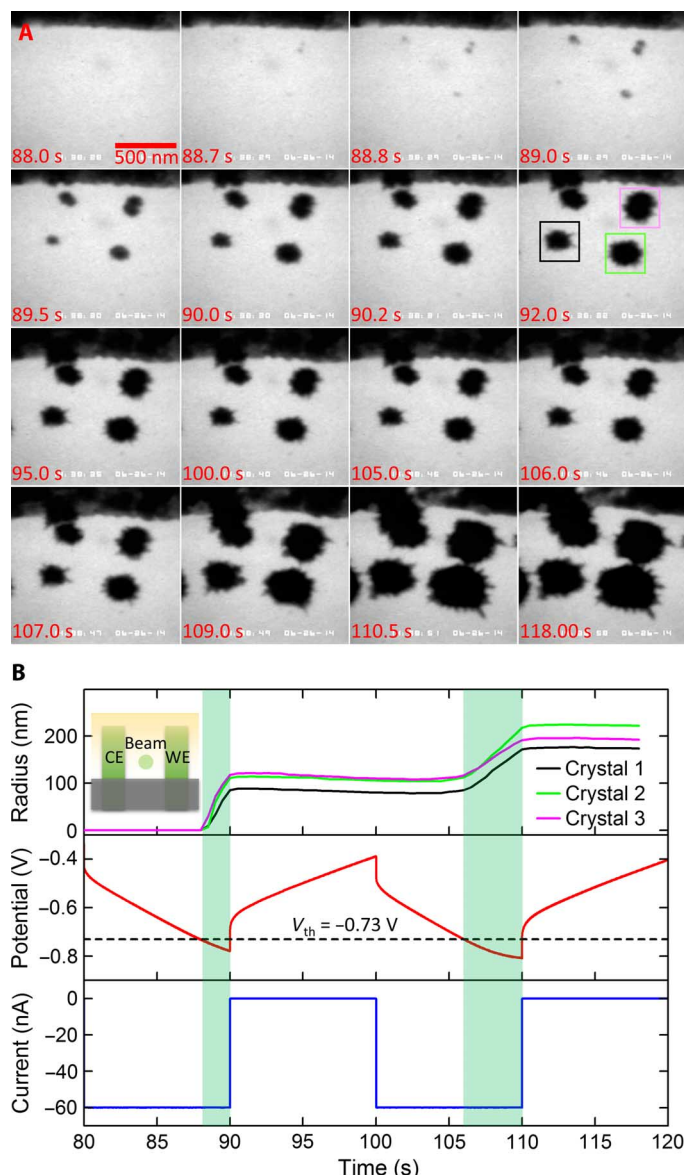 A
88.0 s
500 nm
88.7 s
88.8 s
89.0 s
89.5 s
90.0 s
90.2 s
92.0 s
95.0 s
100.0 s
105.0 s
106.0 s
107.0 s
109.0 s
110.5 s
118.00 s
B
Radius (nm)
200
100
0
CE
Beam
WE
Crystal 1
Crystal 2
Crystal 3
Potential (V)
−0.4
−0.6
−0.8
Vth = −0.73 V
Current (nA)
0
−20
−40
−60
80 85 90 95 100 105 110 115 120
Time (s)